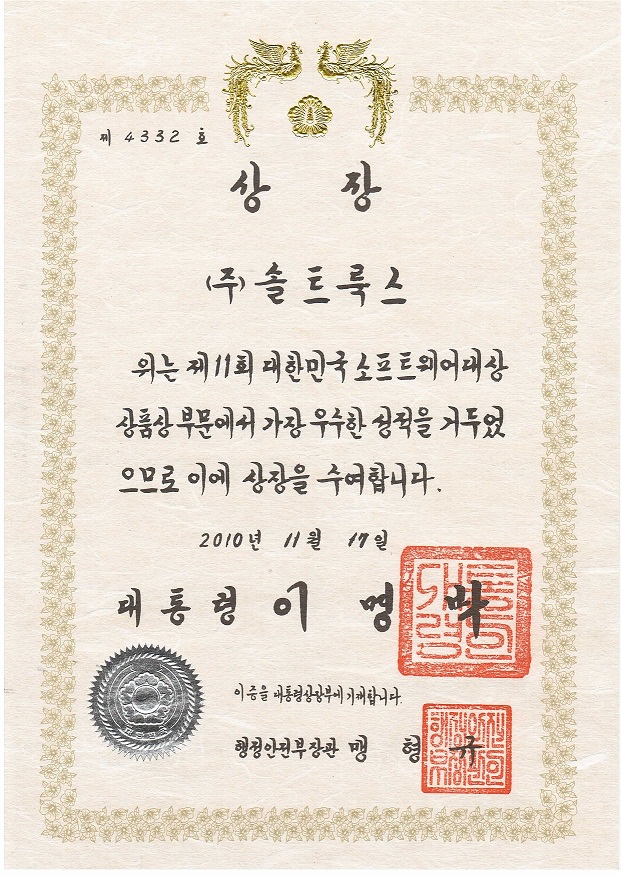 제 4332 호
상 장
(주)솔트룩스
위는 제11회 대한민국 소프트웨어대상
상품상 부문에서 가장 우수한 성적을 거두었
으므로 이에 상장을 수여합니다.
2010년 11월 17일
대통령 이 명 박
이 증을 대통령상장부에 기재합니다.
행정안전부장관 맹 형 규